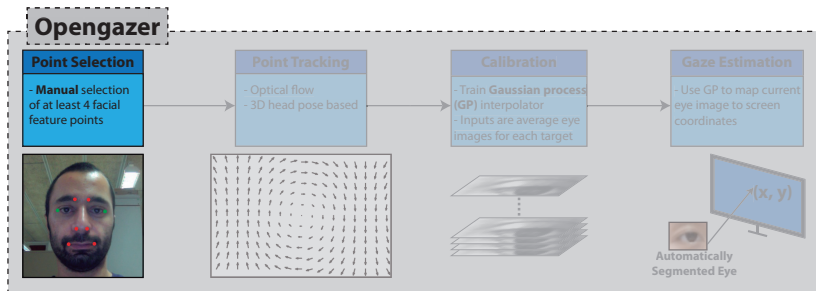 Opengazer
Point Selection
- Manual selection
of at least 4 facial
feature points
Point Tracking
- Optical flow
- 3D head pose based
Calibration
- Train Gaussian process
(GP) interpolator
- Inputs are average eye
images for each target
Gaze Estimation
- Use GP to map current
eye image to screen
coordinates
(x, y)
Automatically
Segmented Eye